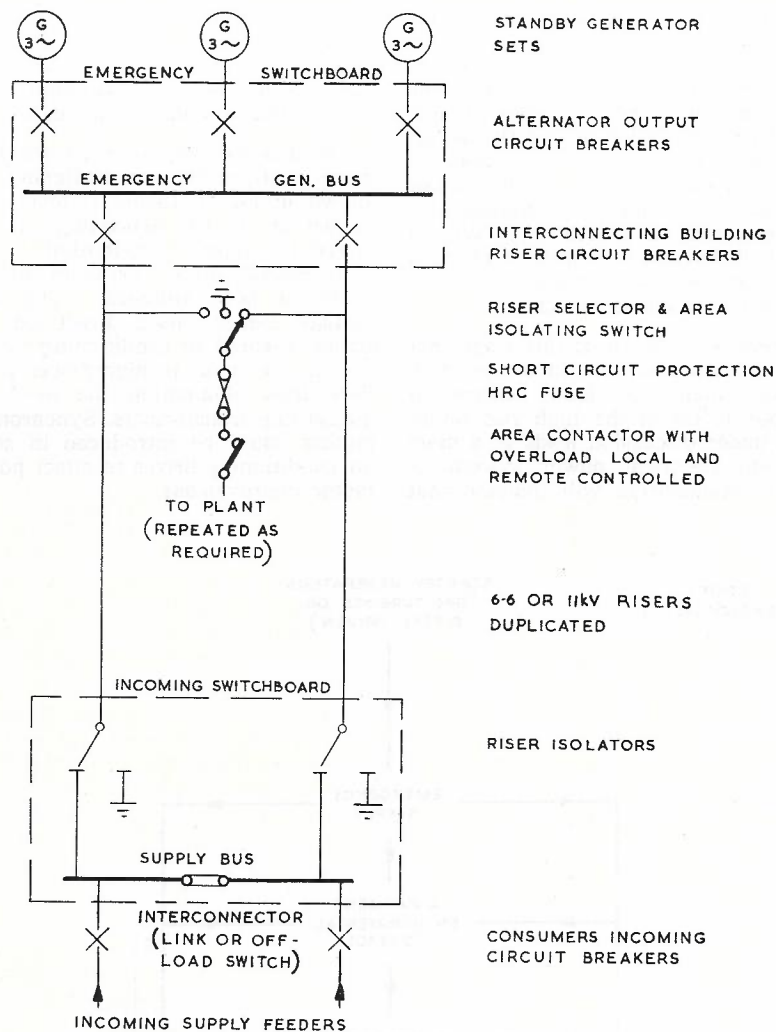 G
3~
G
3~
G
3~
STANDBY GENERATOR
SETS
EMERGENCY SWITCHBOARD
ALTERNATOR OUTPUT
CIRCUIT BREAKERS
EMERGENCY GEN. BUS
INTERCONNECTING BUILDING
RISER CIRCUIT BREAKERS
RISER SELECTOR & AREA
ISOLATING SWITCH
SHORT CIRCUIT PROTECTION
HRC FUSE
AREA CONTACTOR WITH
OVERLOAD, LOCAL AND
REMOTE CONTROLLED
TO PLANT
(REPEATED AS
REQUIRED)
6·6 OR 11kV RISERS
DUPLICATED
INCOMING SWITCHBOARD
RISER ISOLATORS
SUPPLY BUS
INTERCONNECTOR
(LINK OR OFF-
LOAD SWITCH)
CONSUMERS INCOMING
CIRCUIT BREAKERS
INCOMING SUPPLY FEEDERS